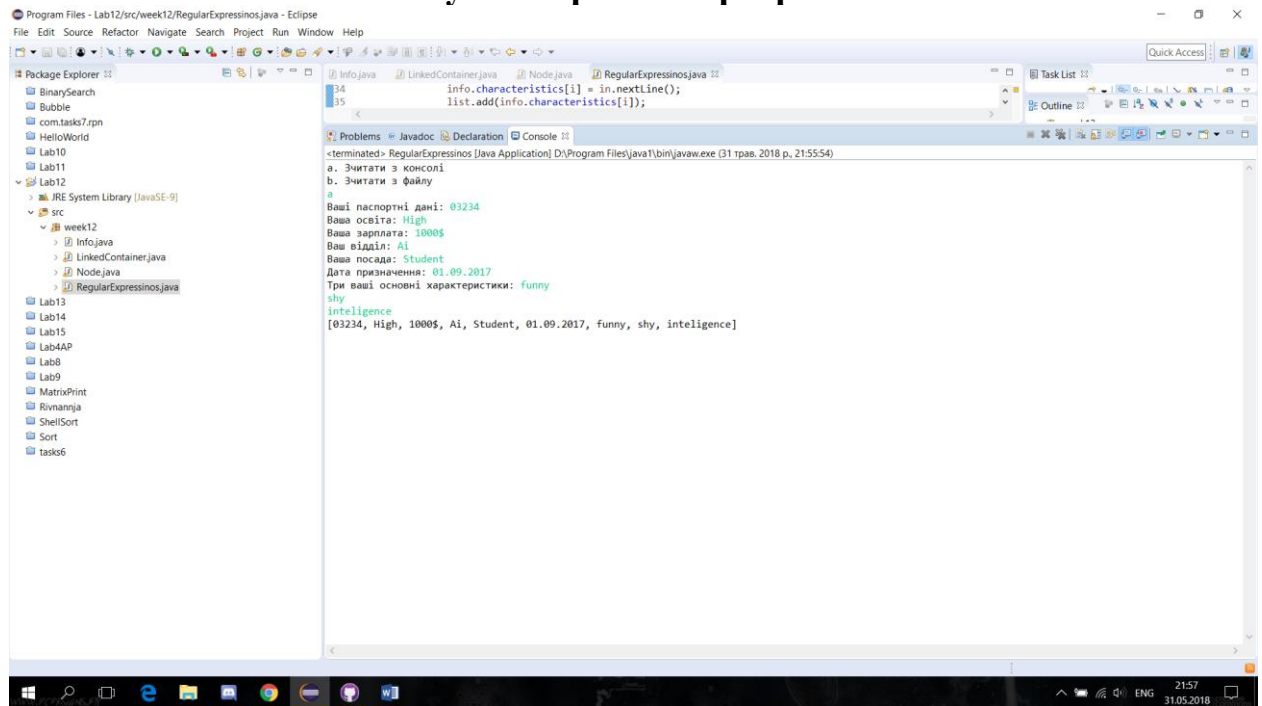 Program Files - Lab12/src/week12/RegularExpressinos.java - Eclipse
File Edit Source Refactor Navigate Search Project Run Window Help
Quick Access
Package Explorer
BinarySearch
Bubble
com.tasks7.rpn
HelloWorld
Lab10
Lab11
Lab12
JRE System Library [JavaSE-9]
src
week12
Info.java
LinkedContainer.java
Node.java
RegularExpressinos.java
Lab13
Lab14
Lab15
Lab4AP
Lab8
Lab9
MatrixPrint
Rivnannja
ShellSort
Sort
tasks6
Info.java LinkedContainer.java Node.java RegularExpressinos.java
34 info.characteristics[i] = in.nextLine();
35 list.add(info.characteristics[i]);
Problems Javadoc Declaration Console
<terminated> RegularExpressinos [Java Application] D:\Program Files\java1\bin\javaw.exe (31 трав. 2018 р., 21:55:54)
a. Зчитати з консолі
b. Зчитати з файлу
a
Ваші паспортні дані: 03234
Ваша освіта: High
Ваша зарплата: 1000$
Ваш відділ: Ai
Ваша посада: Student
Дата призначення: 01.09.2017
Три ваші основні характеристики: funny
shy
inteligence
[03234, High, 1000$, Ai, Student, 01.09.2017, funny, shy, inteligence]
Task List
Outline
ENG
21:57
31.05.2018